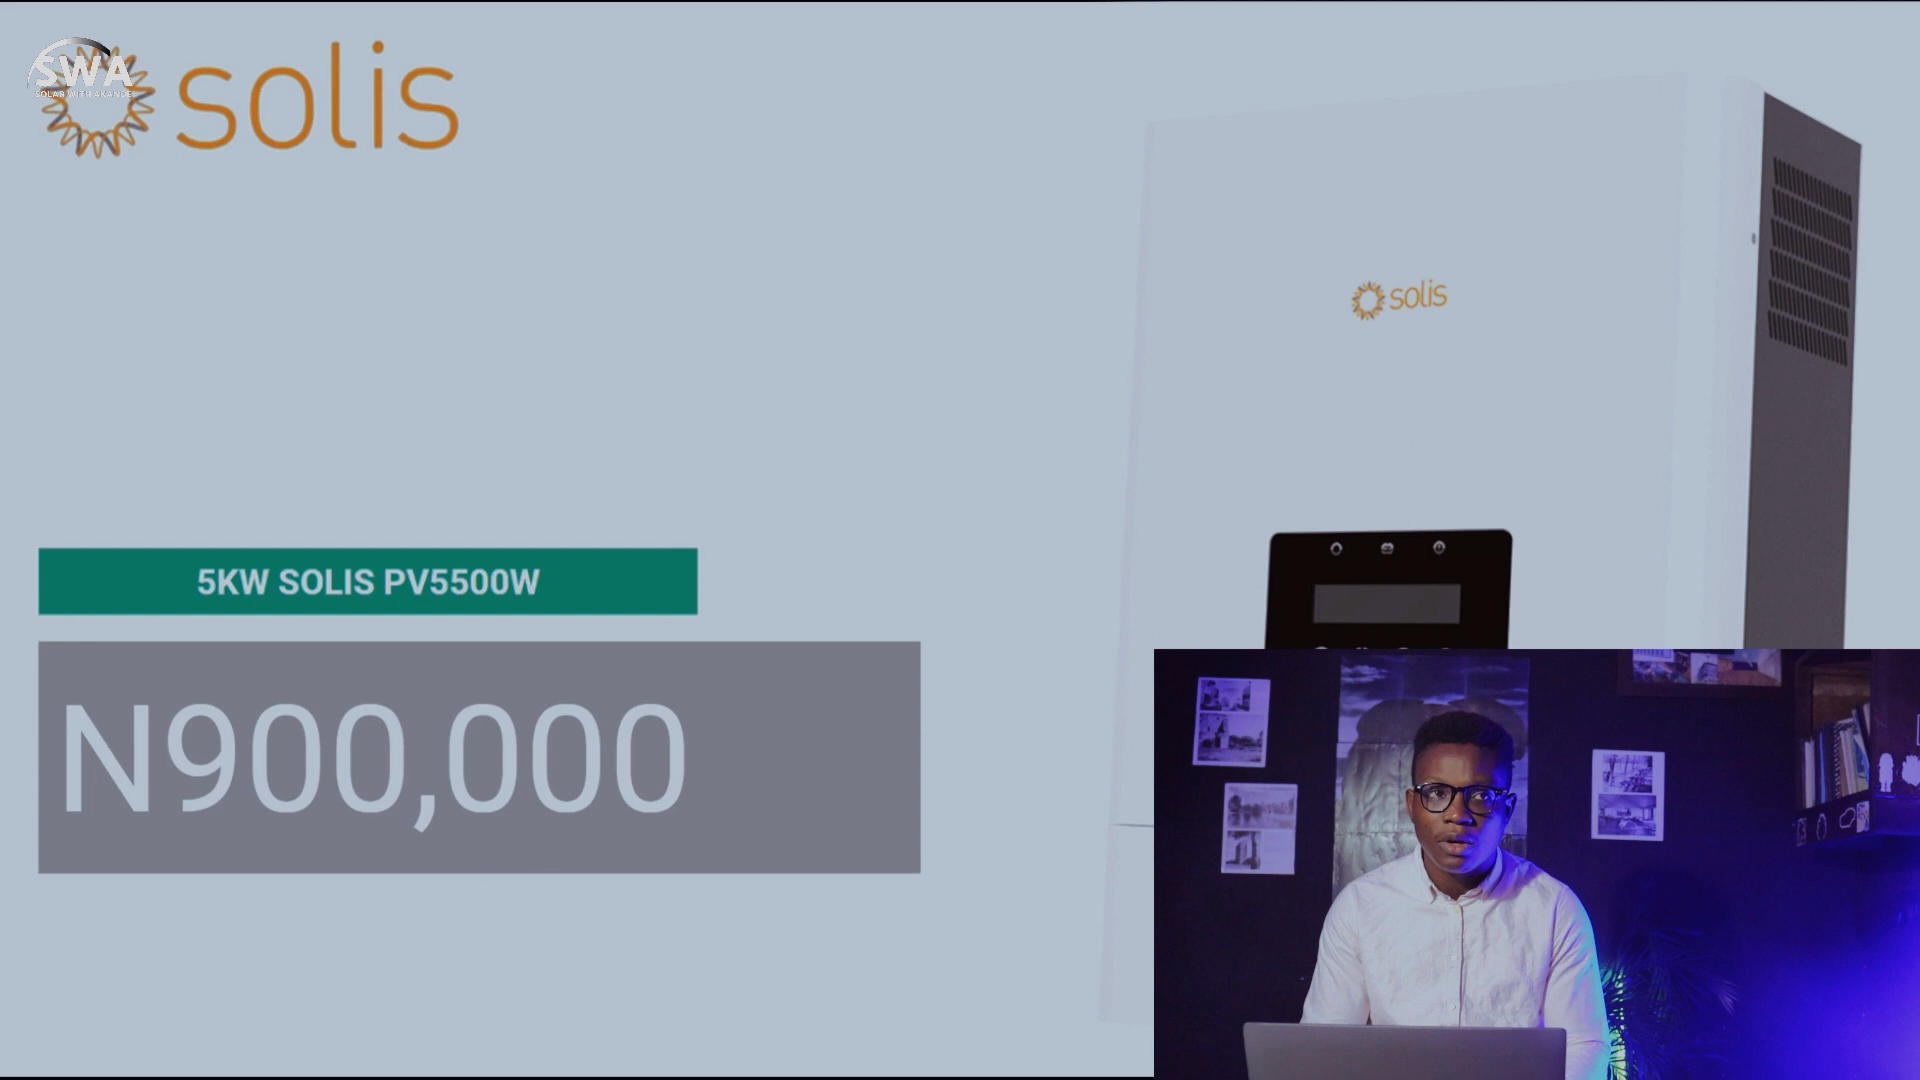 SWA
SOLAR WITH AKANDE
solis
solis
5KW SOLIS PV5500W
N900,000